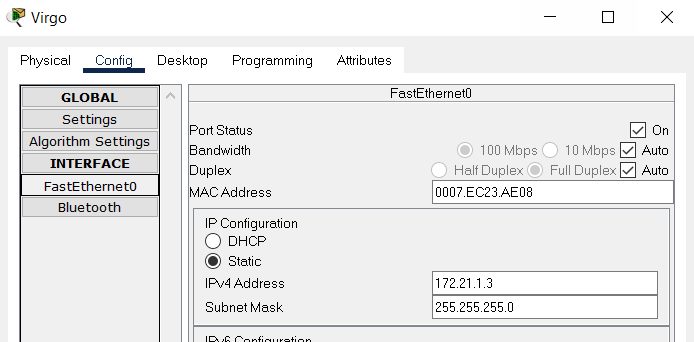 Virgo
Physical Config Desktop Programming Attributes
GLOBAL
Settings
Algorithm Settings
INTERFACE
FastEthernet0
Bluetooth
FastEthernet0
Port Status On
Bandwidth 100 Mbps 10 Mbps Auto
Duplex Half Duplex Full Duplex Auto
MAC Address 0007.EC23.AE08
IP Configuration
DHCP
Static
IPv4 Address 172.21.1.3
Subnet Mask 255.255.255.0
IPv6 Configuration